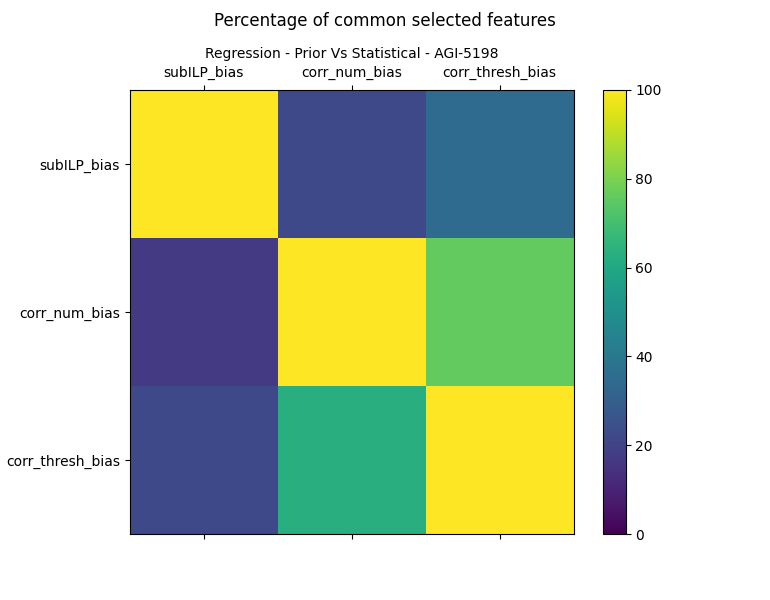 Percentage of common selected features
Regression - Prior Vs Statistical - AGI-5198
subILP_bias corr_num_bias corr_thresh_bias
subILP_bias
corr_num_bias
corr_thresh_bias
100
80
60
40
20
0